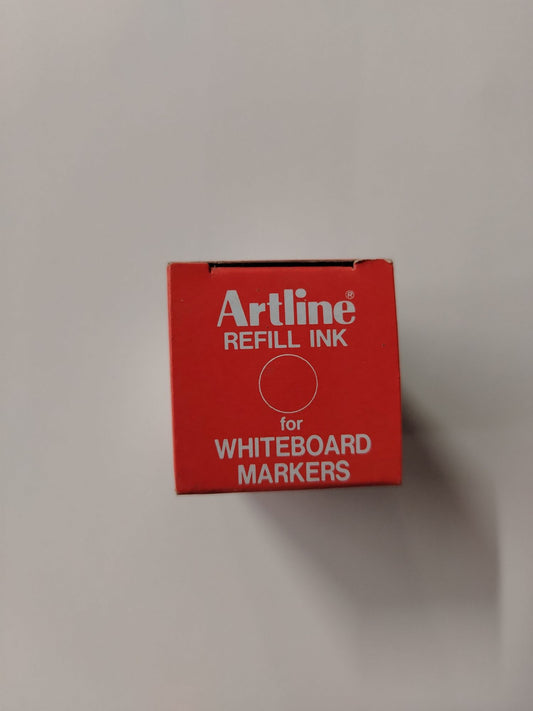 Artline®
REFILL INK
for
WHITEBOARD
MARKERS